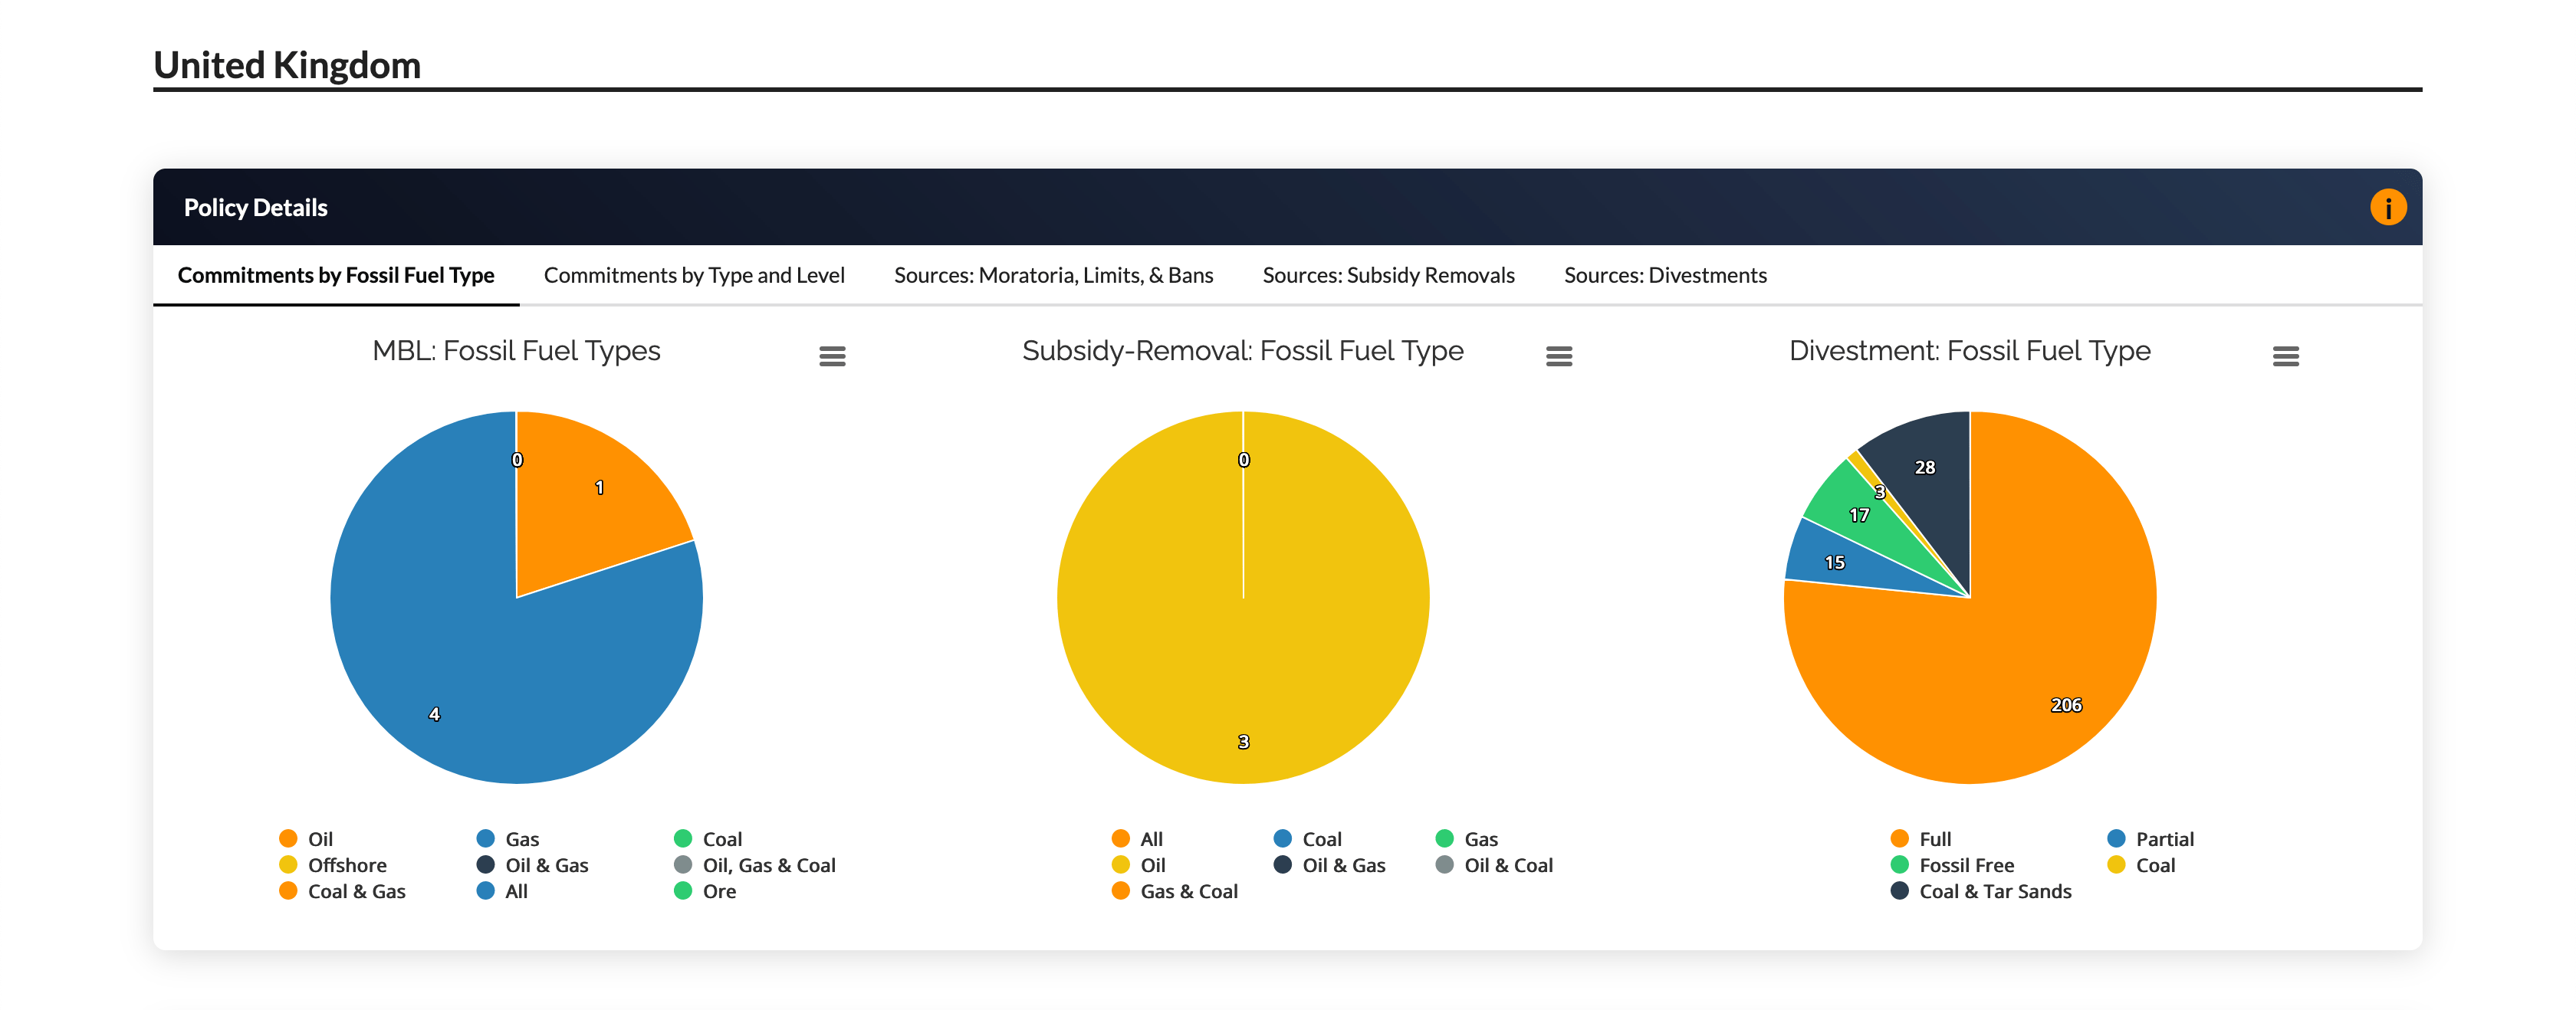 United Kingdom
Policy Details
i
Commitments by Fossil Fuel Type Commitments by Type and Level Sources: Moratoria, Limits, & Bans Sources: Subsidy Removals Sources: Divestments
MBL: Fossil Fuel Types
0
1
4
Oil Gas Coal
Offshore Oil & Gas Oil, Gas & Coal
Coal & Gas All Ore
Subsidy-Removal: Fossil Fuel Type
0
3
All Coal Gas
Oil Oil & Gas Oil & Coal
Gas & Coal
Divestment: Fossil Fuel Type
28
3
17
15
206
Full Partial
Fossil Free Coal
Coal & Tar Sands